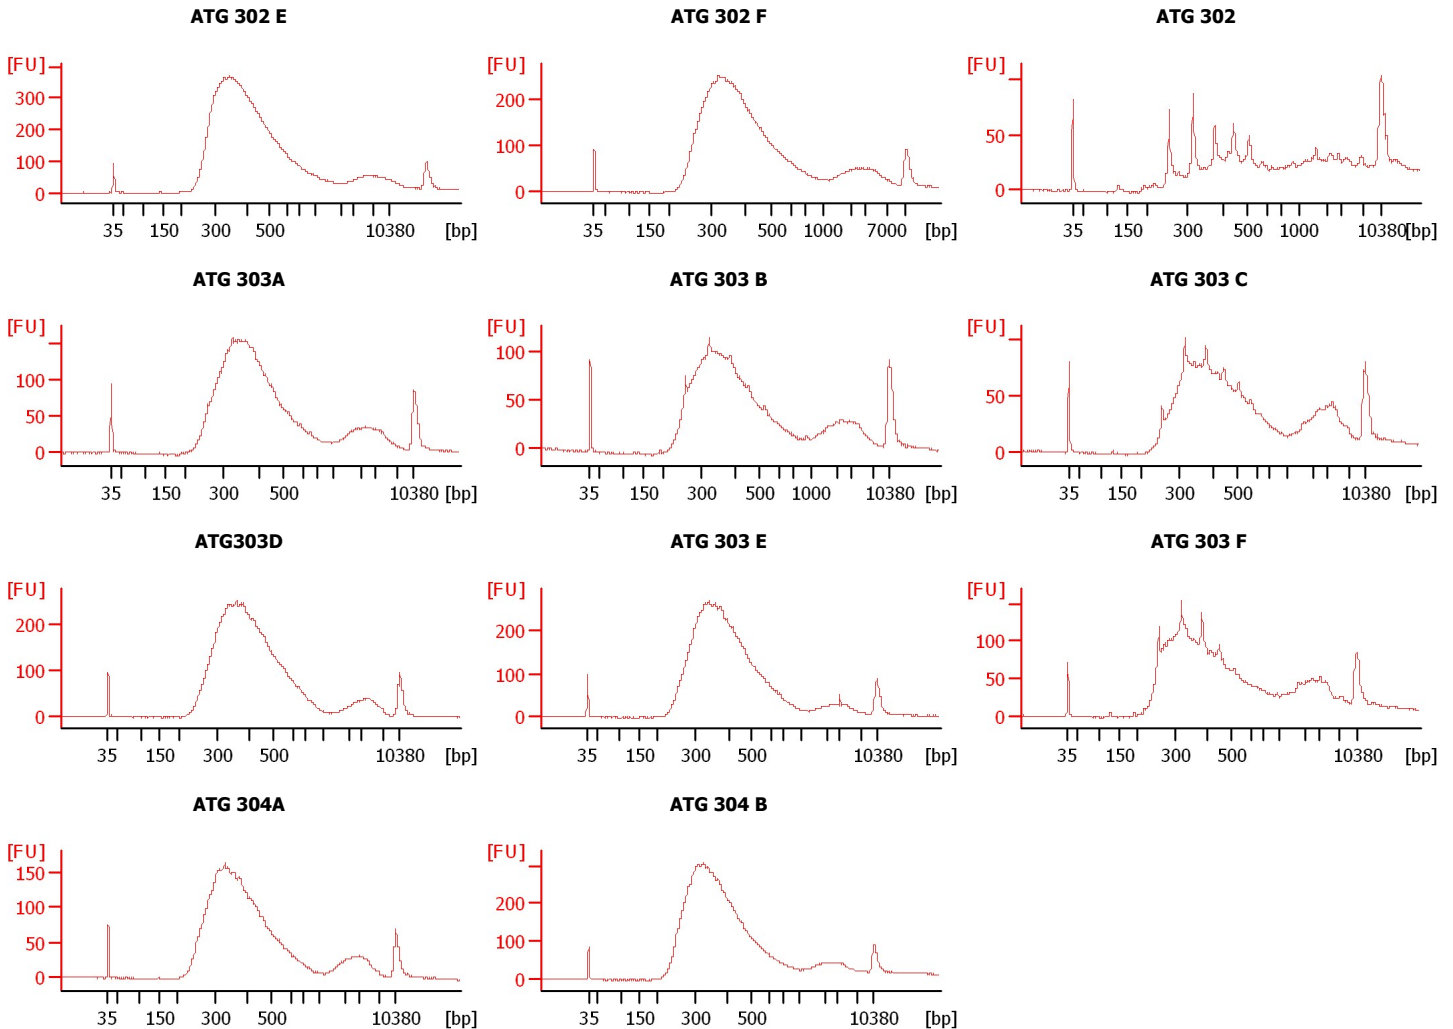 ATG 302 E
ATG 302 F
ATG 302
[FU]
300
200
100
0
35 150 300 500 10380 [bp]
[FU]
200
100
0
35 150 300 500 1000 7000 [bp]
[FU]
50
0
35 150 300 500 1000 10380[bp]
ATG 303A
ATG 303 B
ATG 303 C
[FU]
100
50
0
35 150 300 500 10380 [bp]
[FU]
100
50
0
35 150 300 500 1000 10380 [bp]
[FU]
50
0
35 150 300 500 10380 [bp]
ATG303D
ATG 303 E
ATG 303 F
[FU]
200
100
0
35 150 300 500 10380 [bp]
[FU]
200
100
0
35 150 300 500 10380 [bp]
[FU]
100
50
0
35 150 300 500 10380 [bp]
ATG 304A
ATG 304 B
[FU]
150
100
50
0
35 150 300 500 10380 [bp]
[FU]
200
100
0
35 150 300 500 10380 [bp]